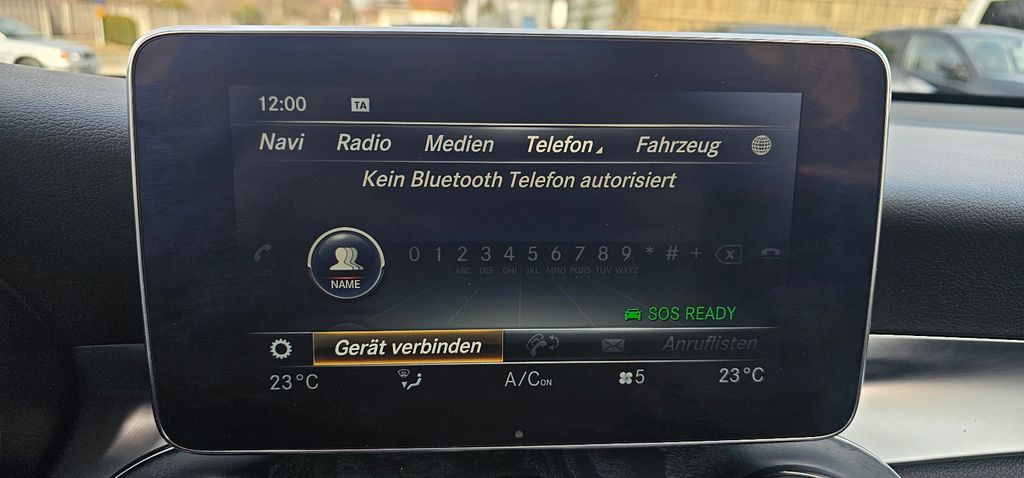 12:00 TA
Navi Radio Medien Telefon Fahrzeug
Kein Bluetooth Telefon autorisiert
0 1 2 3 4 5 6 7 8 9 * # +
CALL ABC DEF GHI JKL MNO PQRS TUV WXYZ
NAME
SOS READY
Gerät verbinden Anruflisten
23°C A/C ON 5 23°C